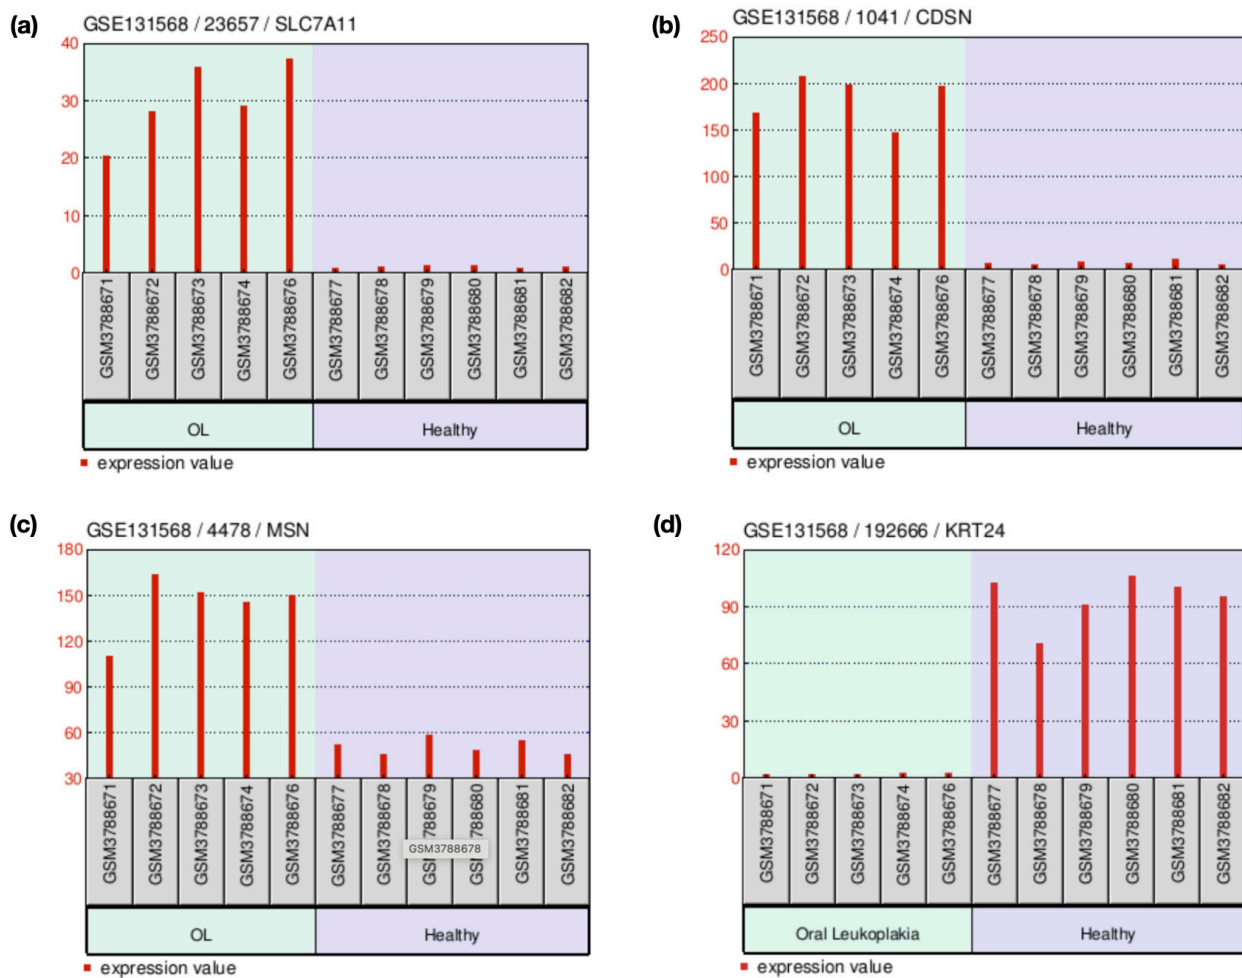 (a)
GSE131568 / 23657 / SLC7A11
40
30
20
10
0
GSM3788671
GSM3788672
GSM3788673
GSM3788674
GSM3788676
GSM3788677
GSM3788678
GSM3788679
GSM3788680
GSM3788681
GSM3788682
OL Healthy
expression value
(b)
GSE131568 / 1041 / CDSN
250
200
150
100
50
0
GSM3788671
GSM3788672
GSM3788673
GSM3788674
GSM3788676
GSM3788677
GSM3788678
GSM3788679
GSM3788680
GSM3788681
GSM3788682
OL Healthy
expression value
(c)
GSE131568 / 4478 / MSN
180
150
120
90
60
30
GSM3788671
GSM3788672
GSM3788673
GSM3788674
GSM3788676
GSM3788677
GSM3788678
GSM3788679
GSM3788680
GSM3788681
GSM3788682
GSM3788678
OL Healthy
expression value
(d)
GSE131568 / 192666 / KRT24
120
90
60
30
0
GSM3788671
GSM3788672
GSM3788673
GSM3788674
GSM3788676
GSM3788677
GSM3788678
GSM3788679
GSM3788680
GSM3788681
GSM3788682
Oral Leukoplakia Healthy
expression value